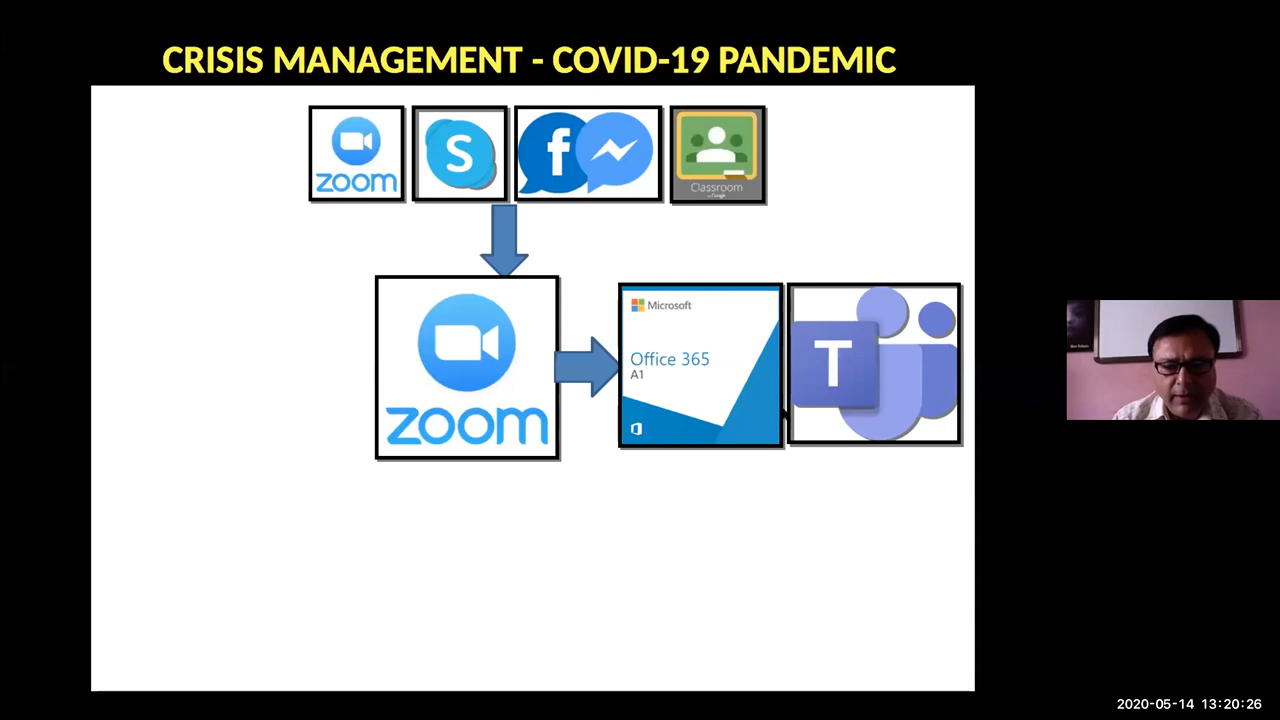 CRISIS MANAGEMENT - COVID-19 PANDEMIC
zoom
S
f
Classroom
zoom
Microsoft
Office 365
A1
T
2020-05-14 13:20:26